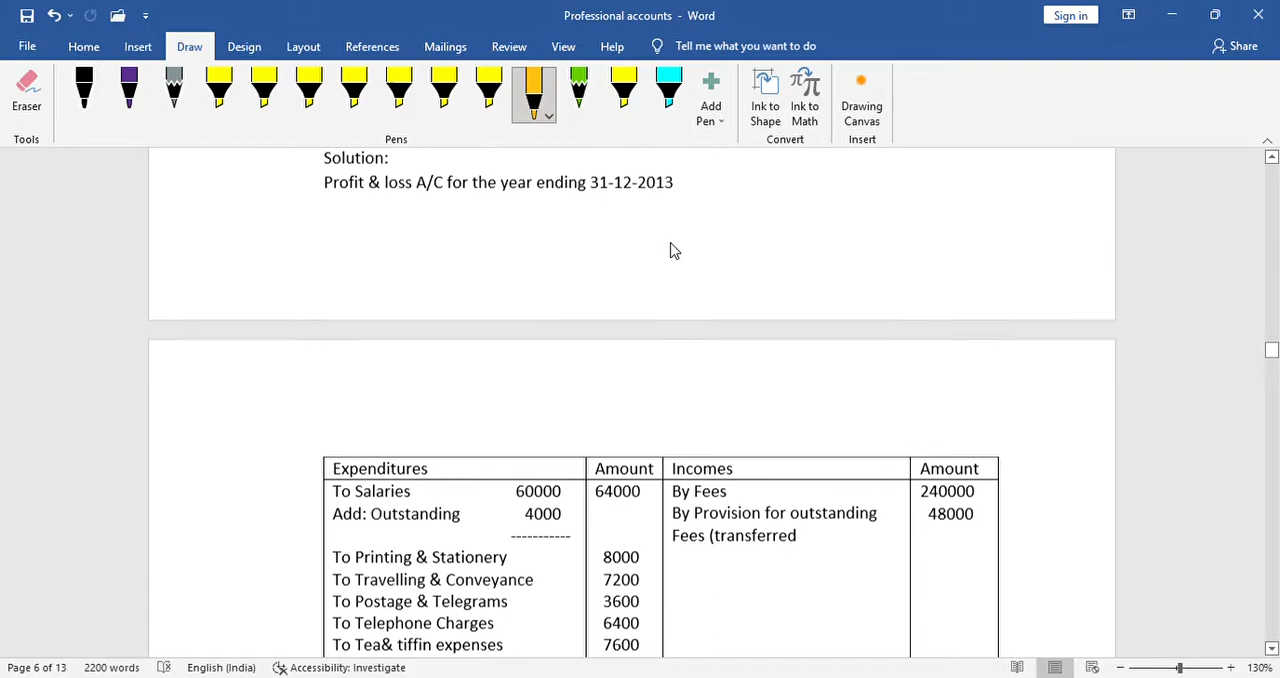 Professional accounts - Word
Sign in
File Home Insert Draw Design Layout References Mailings Review View Help Tell me what you want to do Share
Eraser
Add Pen
Ink to Shape
Ink to Math
Drawing Canvas
Tools Pens Convert Insert
Solution:
Profit & loss A/C for the year ending 31-12-2013
Expenditures Amount Incomes Amount
To Salaries 60000 64000 By Fees 240000
Add: Outstanding 4000 By Provision for outstanding 48000
----------- Fees (transferred
To Printing & Stationery 8000
To Travelling & Conveyance 7200
To Postage & Telegrams 3600
To Telephone Charges 6400
To Tea& tiffin expenses 7600
Page 6 of 13 2200 words English (India) Accessibility: Investigate 130%